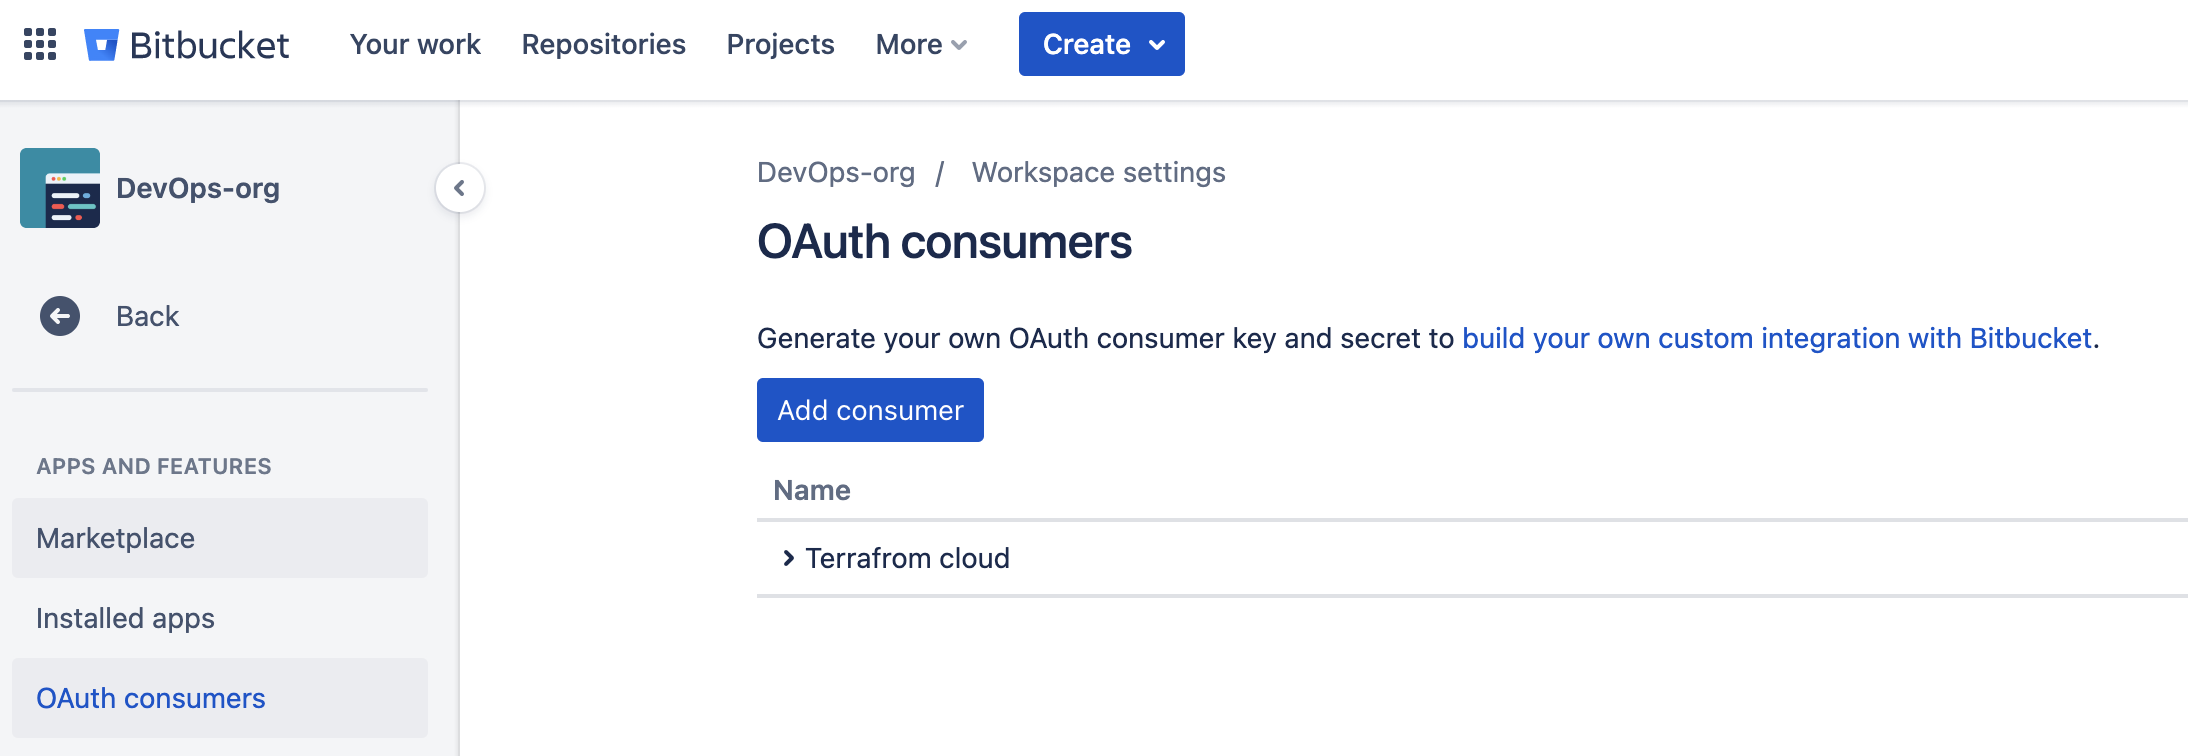 Bitbucket Your work Repositories Projects More Create
DevOps-org
Back
APPS AND FEATURES
Marketplace
Installed apps
OAuth consumers
DevOps-org / Workspace settings
OAuth consumers
Generate your own OAuth consumer key and secret to build your own custom integration with Bitbucket.
Add consumer
Name
Terrafrom cloud